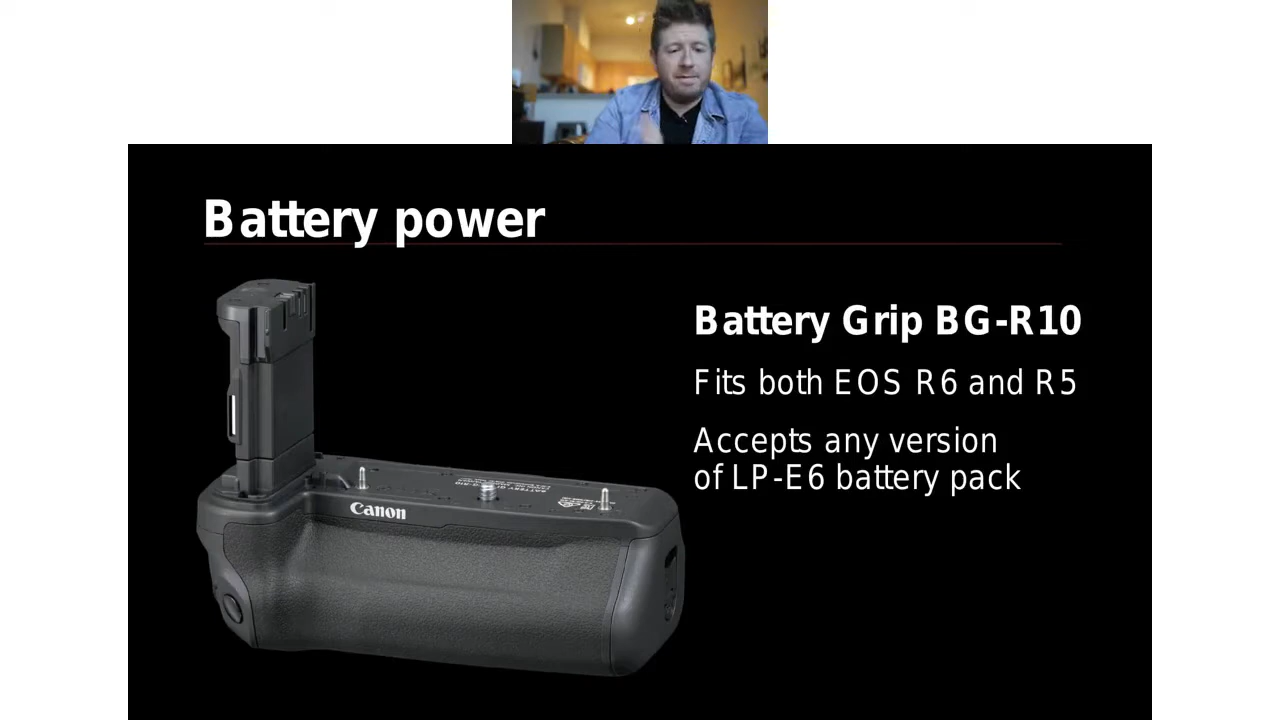 Battery power
Battery Grip BG-R10
Fits both EOS R6 and R5
Accepts any version
of LP-E6 battery pack
Canon